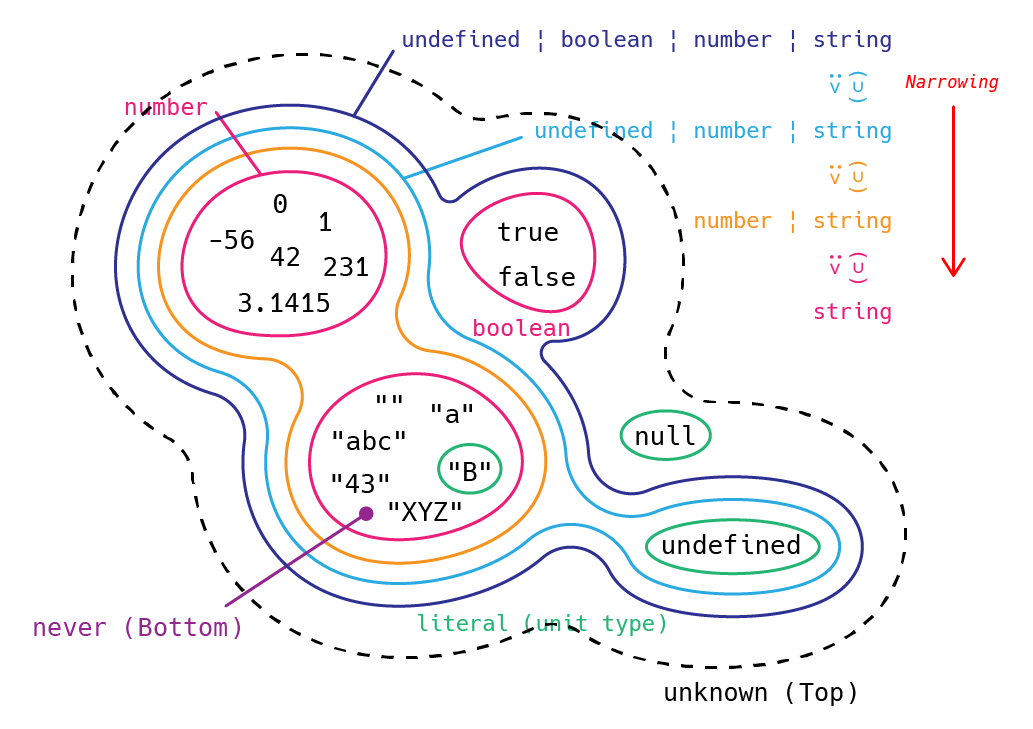 undefined ¦ boolean ¦ number ¦ string
Narrowing
number
undefined ¦ number ¦ string
0
1
-56
42
231
3.1415
true
false
number ¦ string
string
boolean
""
"a"
"abc"
"B"
"43"
"XYZ"
null
undefined
never (Bottom)
literal (unit type)
unknown (Top)